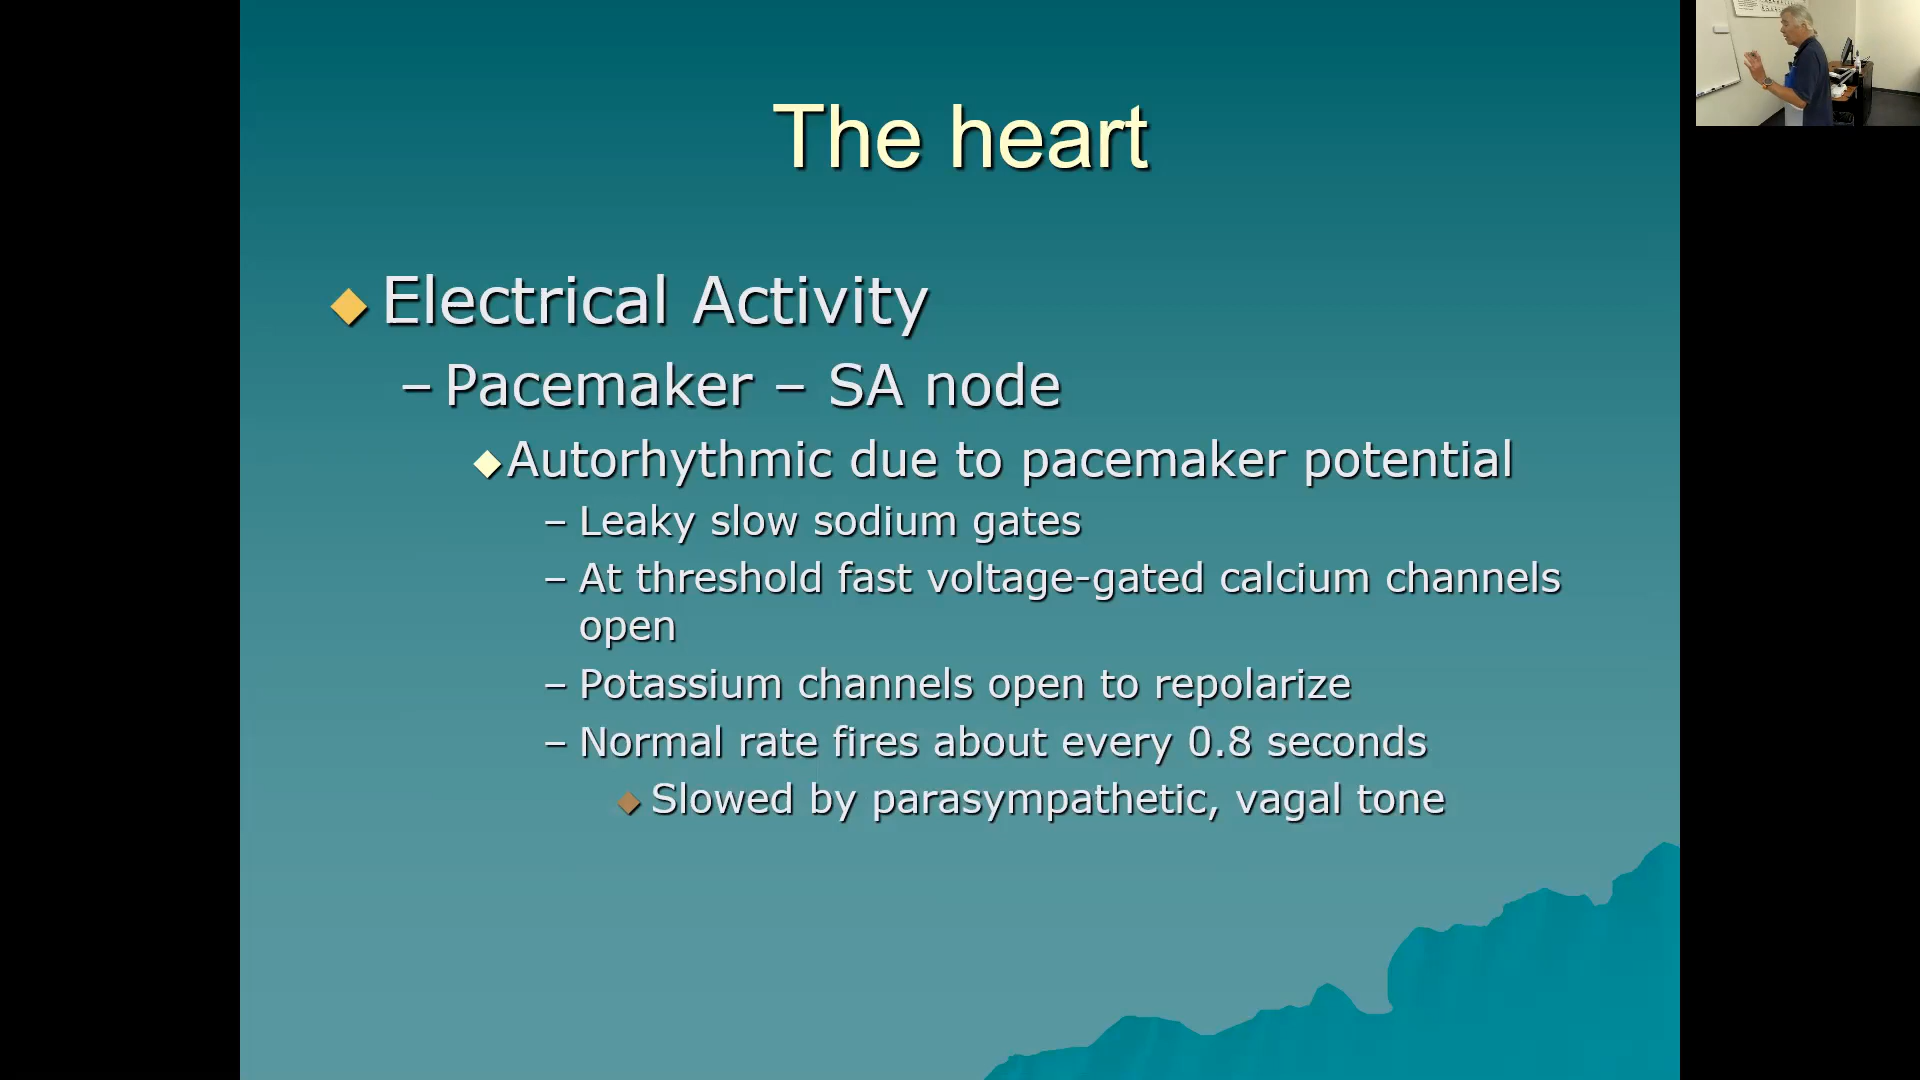 The heart
Electrical Activity
– Pacemaker – SA node
Autorhythmic due to pacemaker potential
– Leaky slow sodium gates
– At threshold fast voltage-gated calcium channels
open
– Potassium channels open to repolarize
– Normal rate fires about every 0.8 seconds
Slowed by parasympathetic, vagal tone